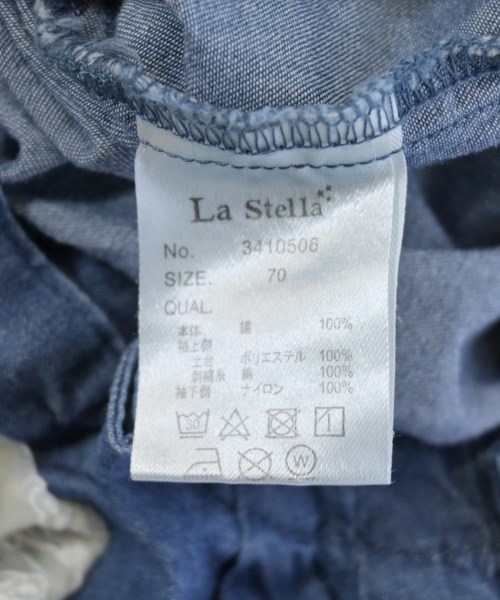 La Stella
No. 3410506
SIZE. 70
QUAL.
本体 綿 100%
袖上側
土台 ポリエステル 100%
刺繍糸 綿 100%
袖下側 ナイロン 100%
30
W